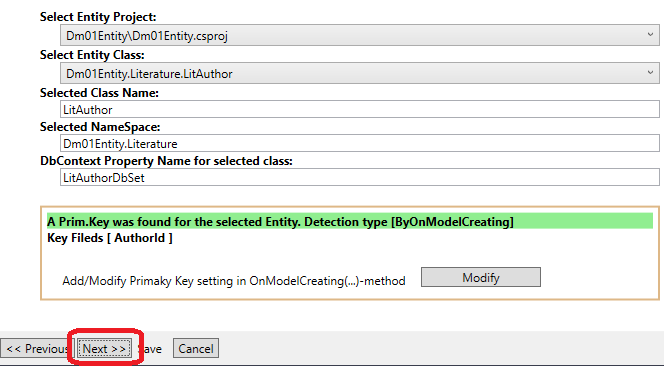 Select Entity Project:
Dm01Entity\Dm01Entity.csproj
Select Entity Class:
Dm01Entity.Literature.LitAuthor
Selected Class Name:
LitAuthor
Selected NameSpace:
Dm01Entity.Literature
DbContext Property Name for selected class:
LitAuthorDbSet
A Prim.Key was found for the selected Entity. Detection type [ByOnModelCreating]
Key Fileds [ AuthorId ]
Add/Modify Primaky Key setting in OnModelCreating(...)-method
Modify
<< Previous Next >> Save Cancel